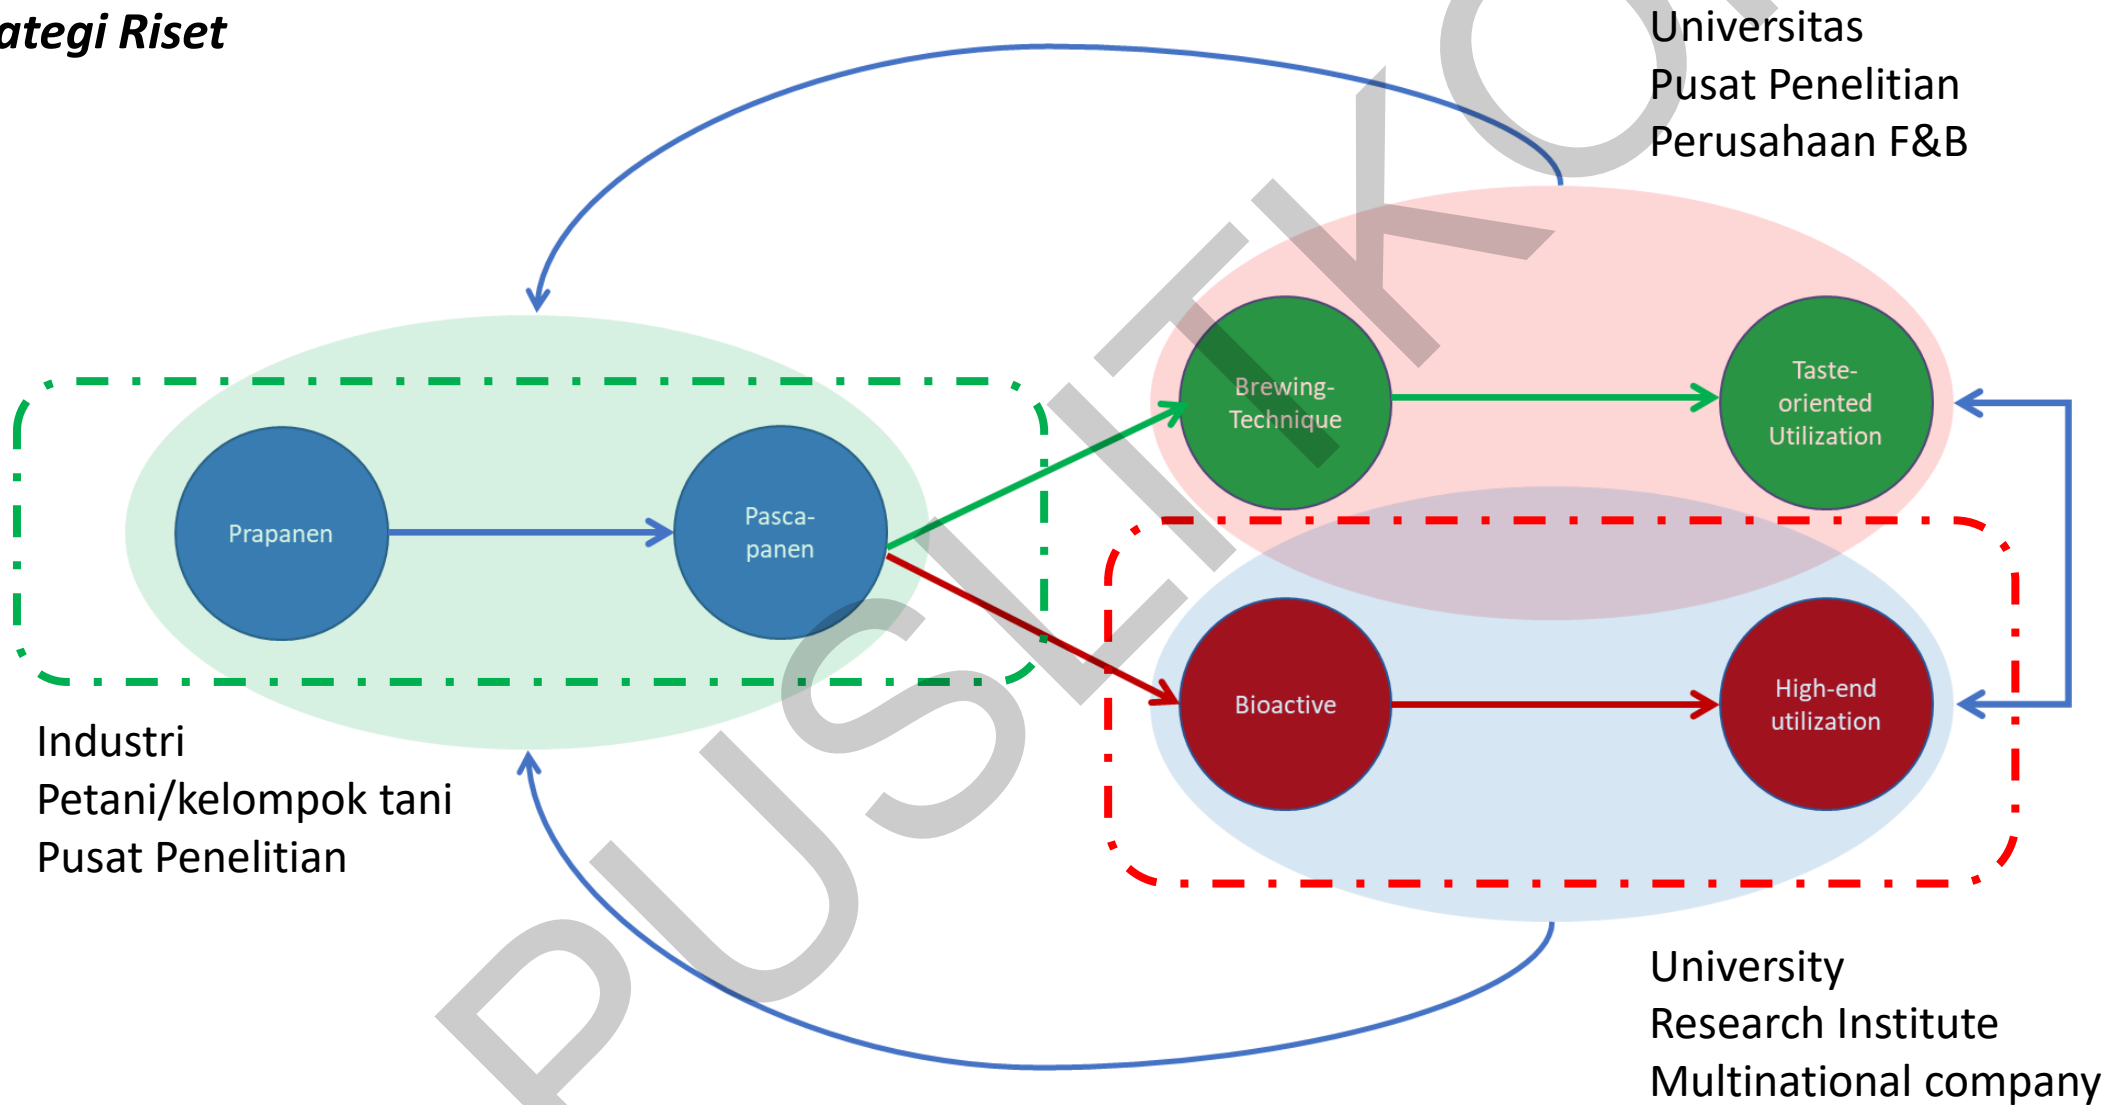 ategi Riset
Universitas
Pusat Penelitian
Perusahaan F&B
Prapanen
Pasca-
panen
Brewing-
Technique
Taste-
oriented
Utilization
Bioactive
High-end
utilization
Industri
Petani/kelompok tani
Pusat Penelitian
University
Research Institute
Multinational company
PUSLITKO